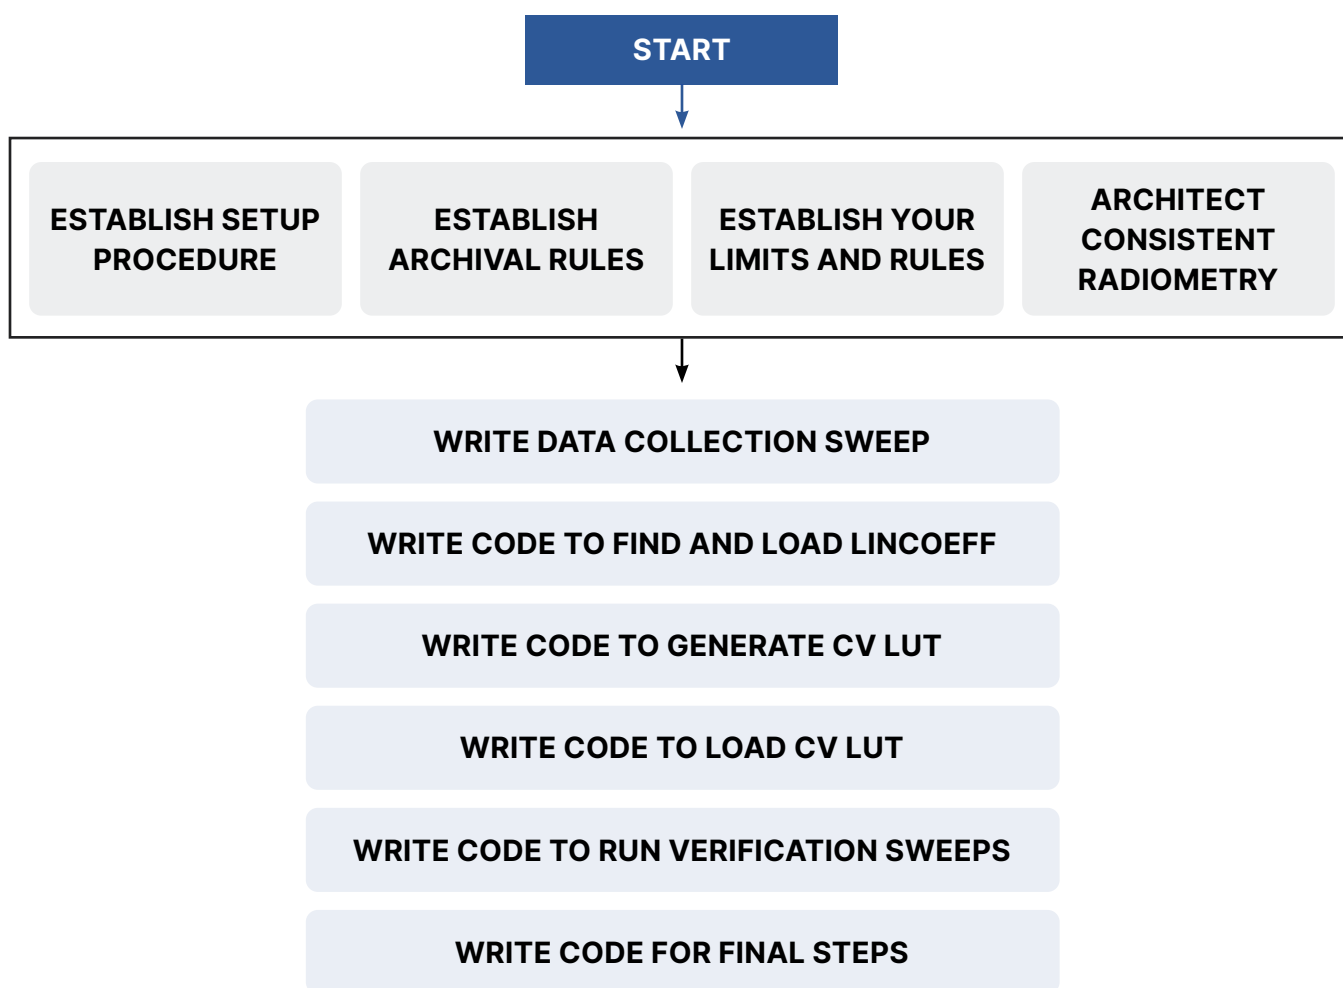 START
ESTABLISH SETUP
PROCEDURE
ESTABLISH
ARCHIVAL RULES
ESTABLISH YOUR
LIMITS AND RULES
ARCHITECT
CONSISTENT
RADIOMETRY
WRITE DATA COLLECTION SWEEP
WRITE CODE TO FIND AND LOAD LINCOEFF
WRITE CODE TO GENERATE CV LUT
WRITE CODE TO LOAD CV LUT
WRITE CODE TO RUN VERIFICATION SWEEPS
WRITE CODE FOR FINAL STEPS